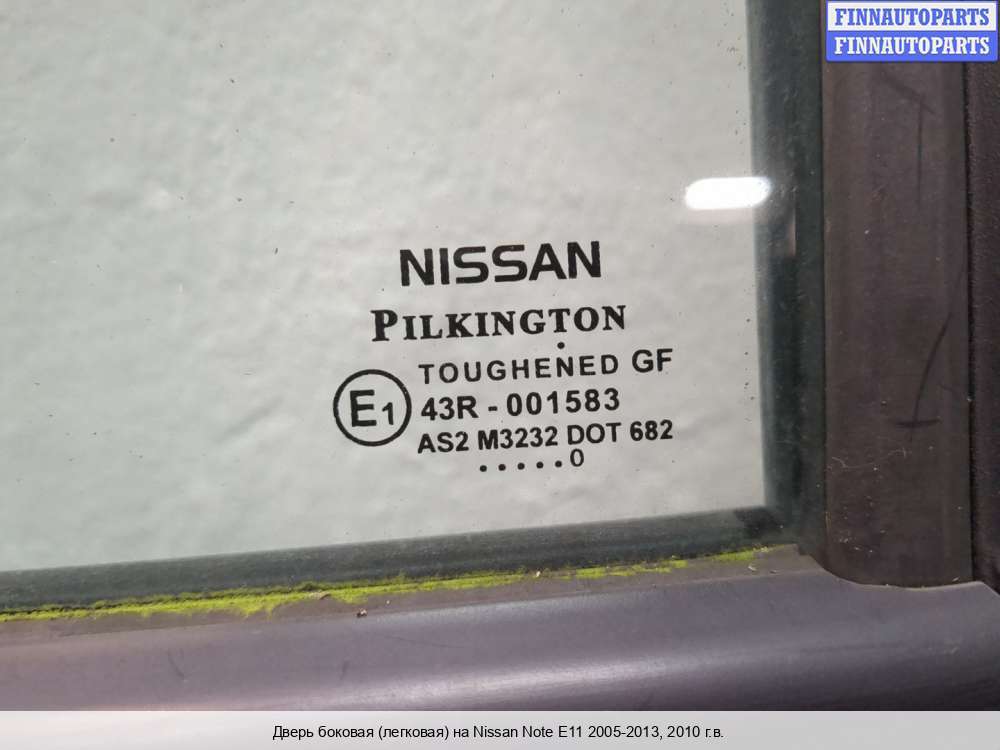 FINNAUTOPARTS
FINNAUTOPARTS
NISSAN
PILKINGTON
TOUGHENED GF
E1
43R - 001583
AS2 M3232 DOT 682
.....0
Дверь боковая (легковая) на Nissan Note E11 2005-2013, 2010 г.в.